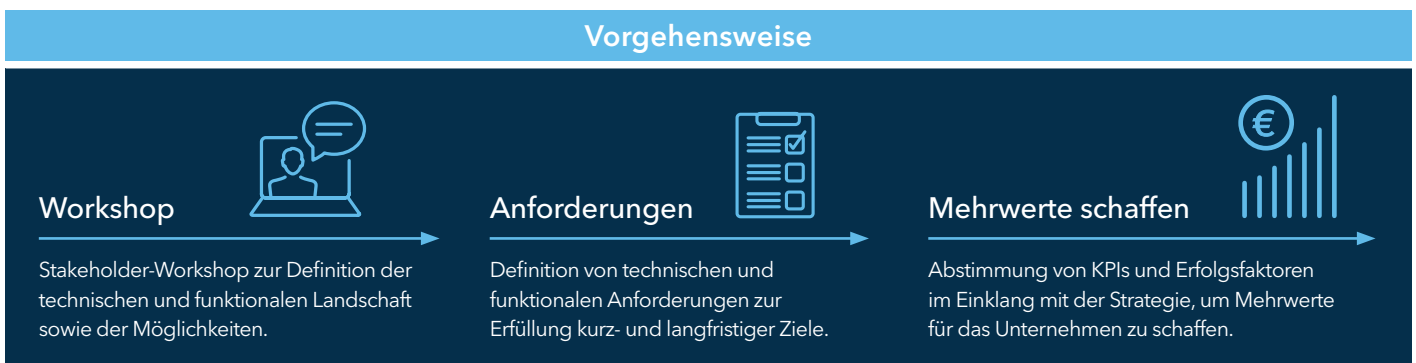 Vorgehensweise
Workshop
Stakeholder-Workshop zur Definition der
technischen und funktionalen Landschaft
sowie der Möglichkeiten.
Anforderungen
Definition von technischen und
funktionalen Anforderungen zur
Erfüllung kurz- und langfristiger Ziele.
€
Mehrwerte schaffen
Abstimmung von KPIs und Erfolgsfaktoren
im Einklang mit der Strategie, um Mehrwerte
für das Unternehmen zu schaffen.